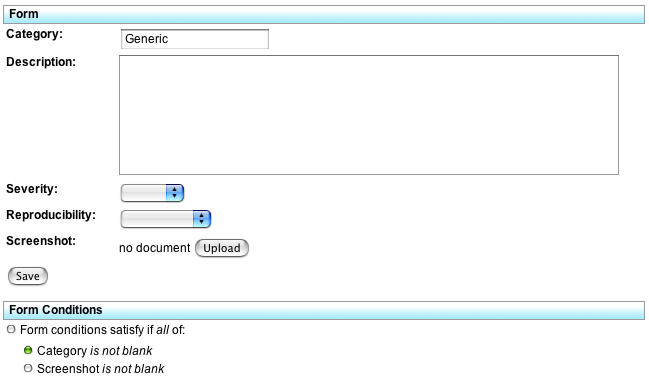 Form
Category: Generic
Description:
Severity:
Reproducibility:
Screenshot: no document Upload
Save
Form Conditions
Form conditions satisfy if all of:
Category is not blank
Screenshot is not blank